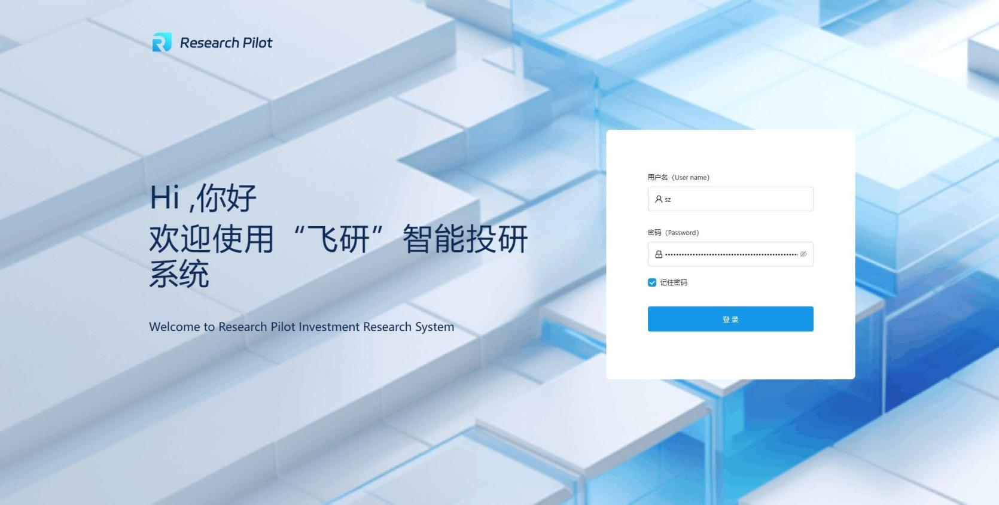 Research Pilot
Hi ,你好
欢迎使用“飞研”智能投研
系统
Welcome to Research Pilot Investment Research System
用户名（User name）
sz
密码（Password）
记住密码
登 录